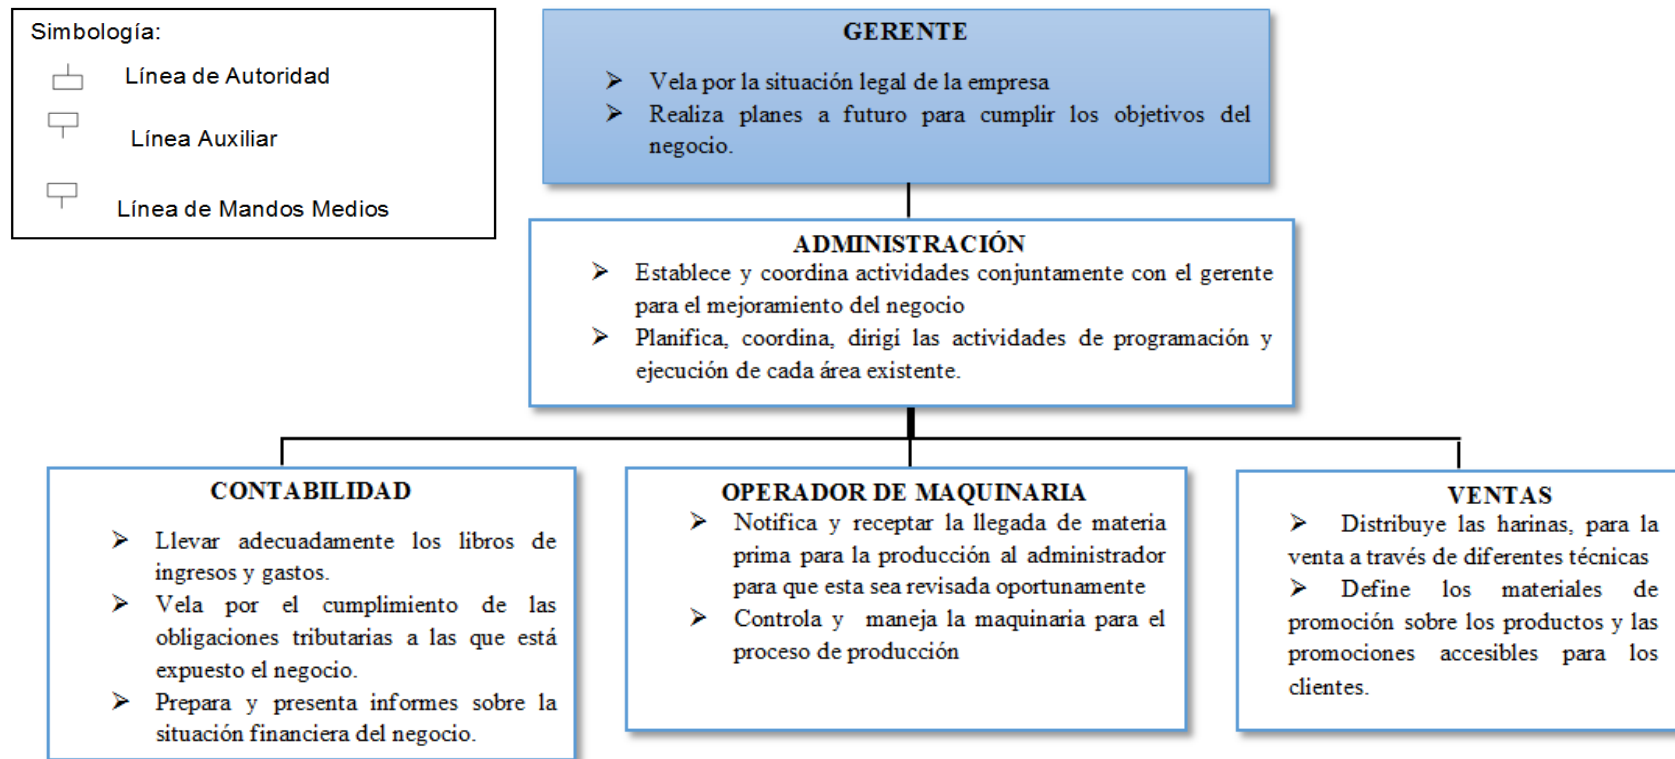 Simbología:
Línea de Autoridad
Línea Auxiliar
Línea de Mandos Medios
GERENTE
➢ Vela por la situación legal de la empresa
➢ Realiza planes a futuro para cumplir los objetivos del
negocio.
ADMINISTRACIÓN
➢ Establece y coordina actividades conjuntamente con el gerente
para el mejoramiento del negocio
➢ Planifica, coordina, dirigí las actividades de programación y
ejecución de cada área existente.
CONTABILIDAD
➢ Llevar adecuadamente los libros de
ingresos y gastos.
➢ Vela por el cumplimiento de las
obligaciones tributarias a las que está
expuesto el negocio.
➢ Prepara y presenta informes sobre la
situación financiera del negocio.
OPERADOR DE MAQUINARIA
➢ Notifica y receptar la llegada de materia
prima para la producción al administrador
para que esta sea revisada oportunamente
➢ Controla y maneja la maquinaria para el
proceso de producción
VENTAS
➢ Distribuye las harinas, para la
venta a través de diferentes técnicas
➢ Define los materiales de
promoción sobre los productos y las
promociones accesibles para los
clientes.